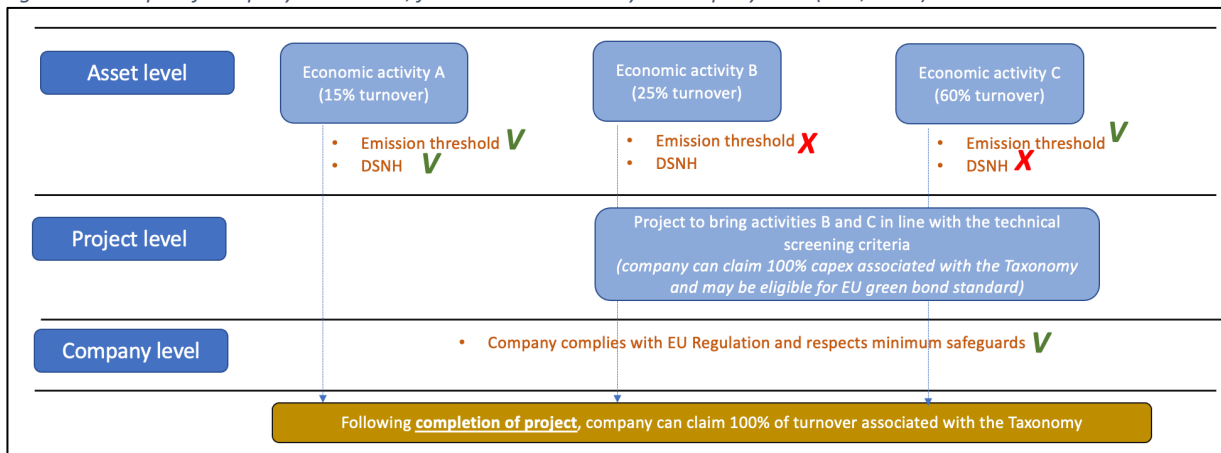 Asset level
Economic activity A
(15% turnover)
Economic activity B
(25% turnover)
Economic activity C
(60% turnover)
• Emission threshold V
• DSNH V
• Emission threshold X
• DSNH
• Emission threshold V
• DSNH X
Project level
Project to bring activities B and C in line with the technical
screening criteria
(company can claim 100% capex associated with the Taxonomy
and may be eligible for EU green bond standard)
Company level
• Company complies with EU Regulation and respects minimum safeguards V
Following completion of project, company can claim 100% of turnover associated with the Taxonomy